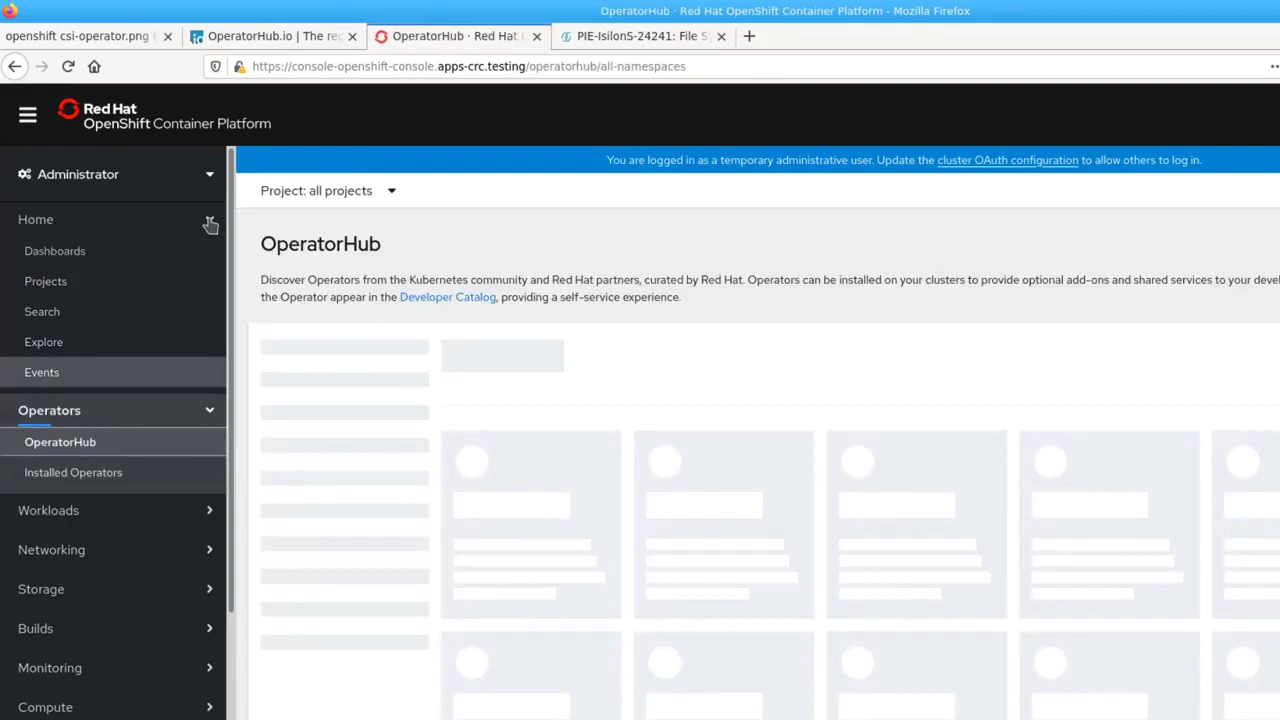 OperatorHub · Red Hat OpenShift Container Platform - Mozilla Firefox
openshift csi-operator.png (
OperatorHub.io | The re
OperatorHub · Red Hat
PIE-IsilonS-24241: File S
https://console-openshift-console.apps-crc.testing/operatorhub/all-namespaces
Red Hat
OpenShift Container Platform
You are logged in as a temporary administrative user. Update the cluster OAuth configuration to allow others to log in.
Administrator
Project: all projects
Home
Dashboards
Projects
Search
Explore
Events
Operators
OperatorHub
Installed Operators
Workloads
Networking
Storage
Builds
Monitoring
Compute
OperatorHub
Discover Operators from the Kubernetes community and Red Hat partners, curated by Red Hat. Operators can be installed on your clusters to provide optional add-ons and shared services to your
the Operator appear in the Developer Catalog, providing a self-service experience.